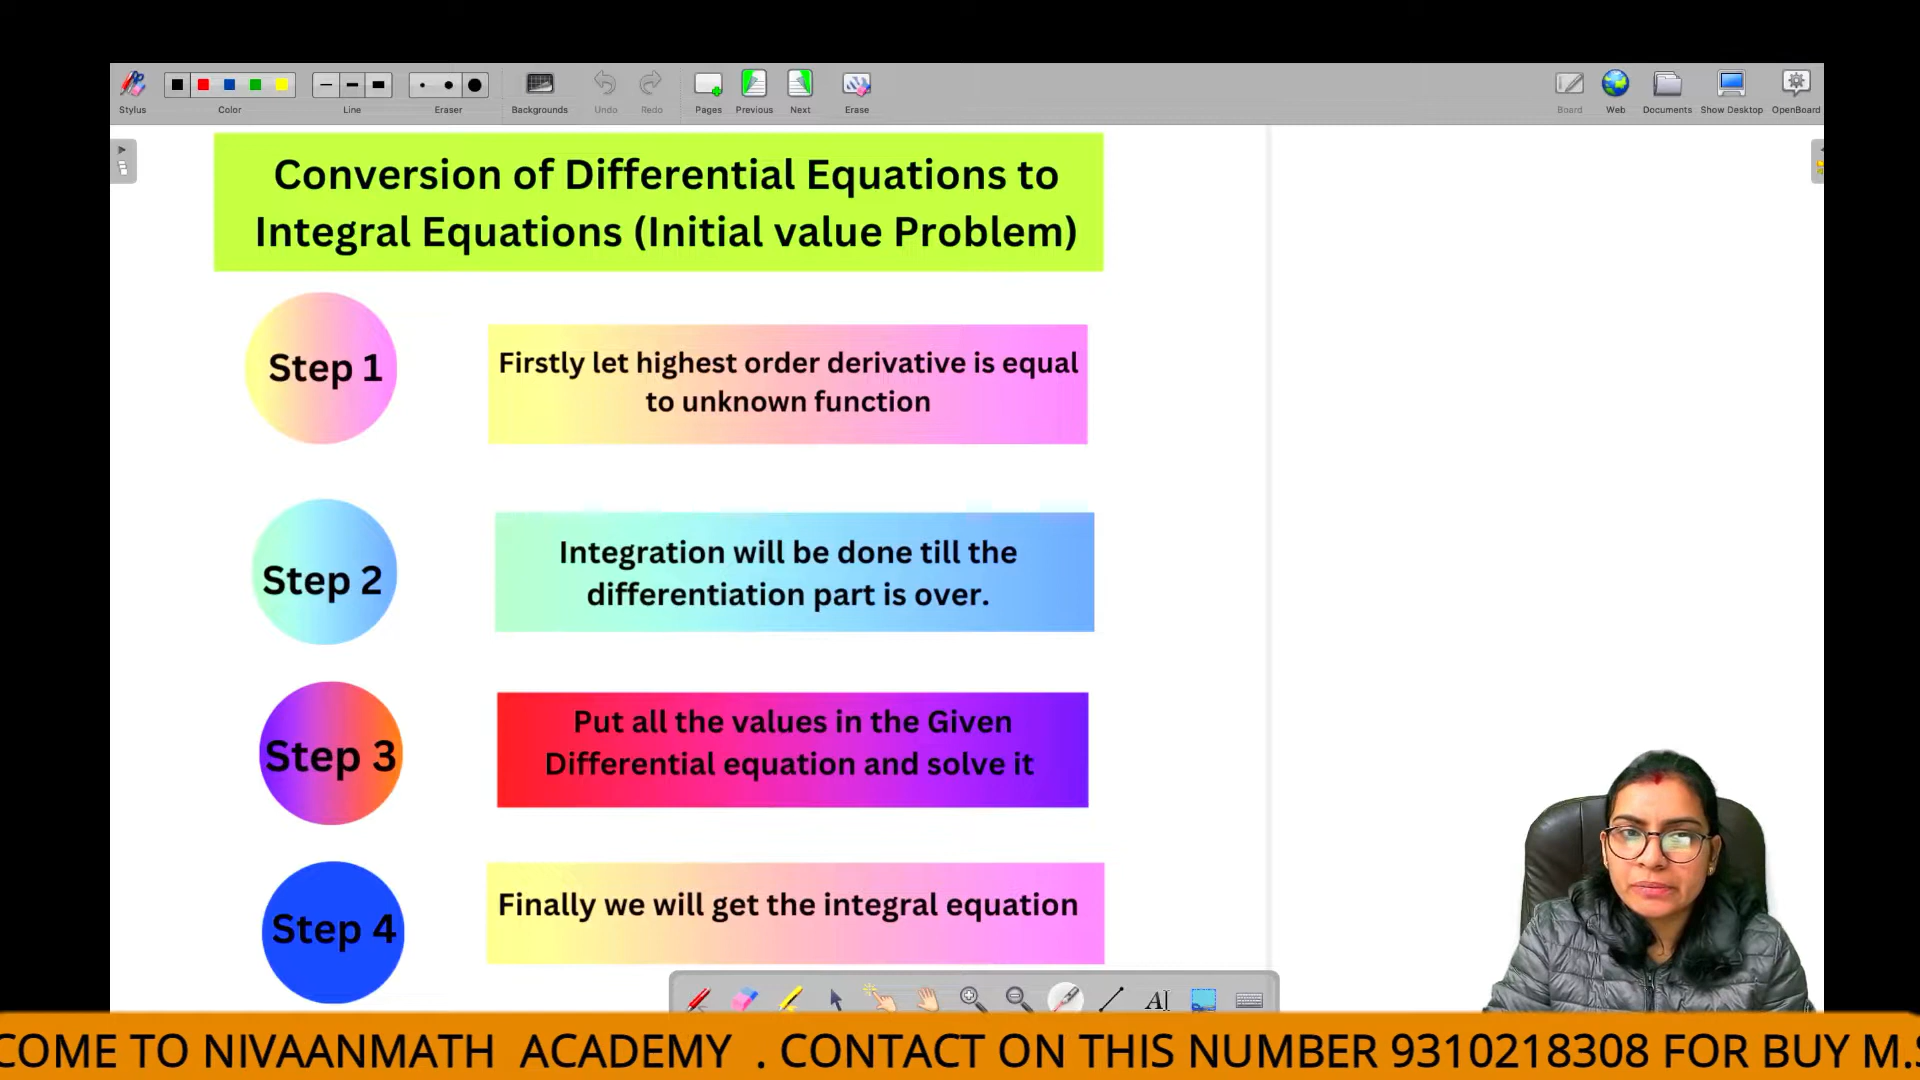 Stylus
Color
Line
Eraser
Backgrounds
Undo
Redo
Pages
Previous
Next
Erase
Board
Web
Documents
Show Desktop
OpenBoard
Conversion of Differential Equations to
Integral Equations (Initial value Problem)
Step 1
Firstly let highest order derivative is equal
to unknown function
Step 2
Integration will be done till the
differentiation part is over.
Step 3
Put all the values in the Given
Differential equation and solve it
Step 4
Finally we will get the integral equation
COME TO NIVAANMATH ACADEMY . CONTACT ON THIS NUMBER 9310218308 FOR BUY M.S